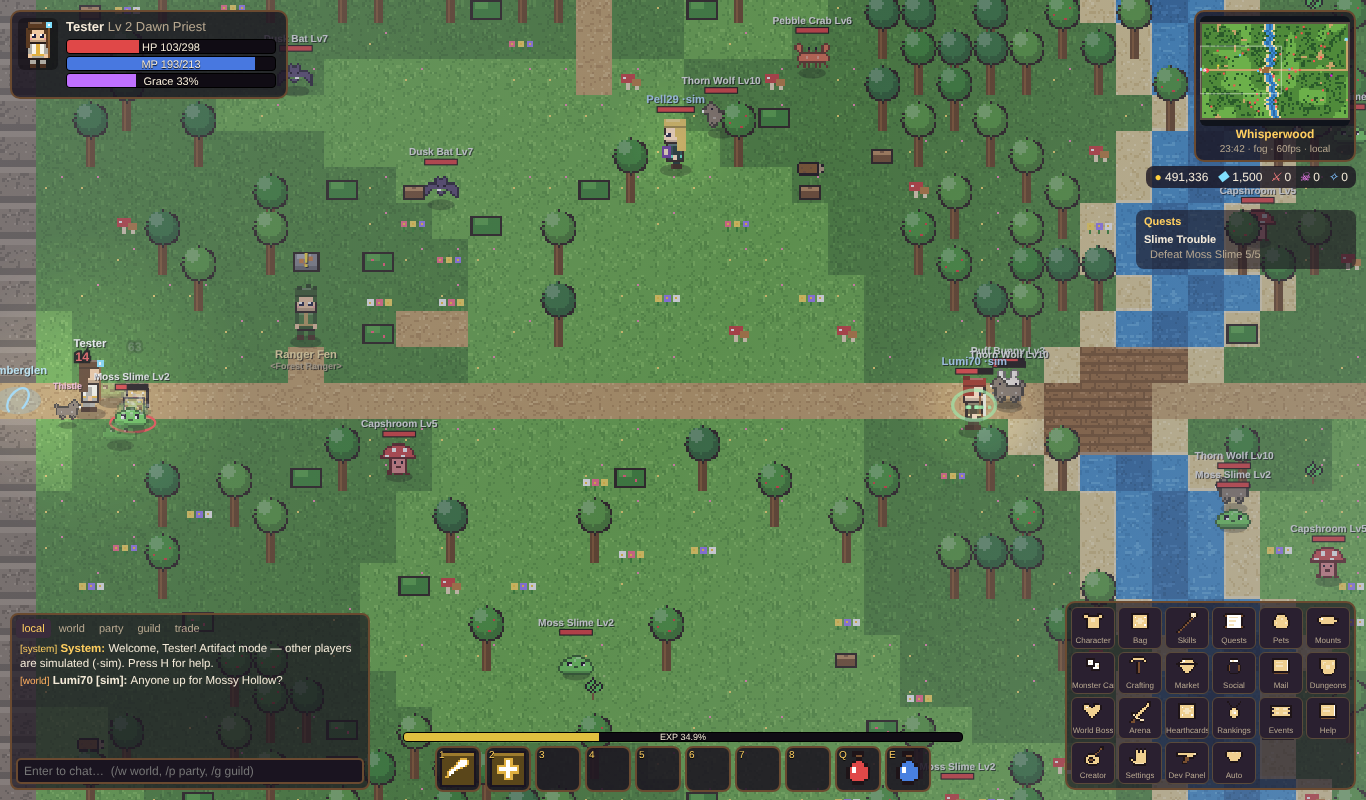 Tester Lv 2 Dawn Priest
HP 103/298
MP 193/213
Grace 33%
Bat Lv7
Pebble Crab Lv6
Thorn Wolf Lv10
Pell29 ·sim
Dusk Bat Lv7
Whisperwood
23:42 · fog · 60fps · local
491,336 1,500 0 0 0
Capshroom Lv5
Quests
Slime Trouble
Defeat Moss Slime 5/5
Ranger Fen
<Forest Ranger>
Tester
14
Moss Slime Lv2
Thistle
mberglen
Lumi70 ·sim
Thorn Wolf Lv10
Capshroom Lv5
Thorn Wolf Lv10
Moss Slime Lv2
Capshroom Lv5
Moss Slime Lv2
local world party guild trade
[system] System: Welcome, Tester! Artifact mode — other players
are simulated (·sim). Press H for help.
[world] Lumi70 [sim]: Anyone up for Mossy Hollow?
Enter to chat… (/w world, /p party, /g guild)
EXP 34.9%
1 2 3 4 5 6 7 8 Q E
oss Slime Lv2
Character Bag Skills Quests Pets Mounts
Monster Ca Crafting Market Social Mail Dungeons
World Boss Arena Hearthcards Rankings Events Help
Creator Settings Dev Panel Auto